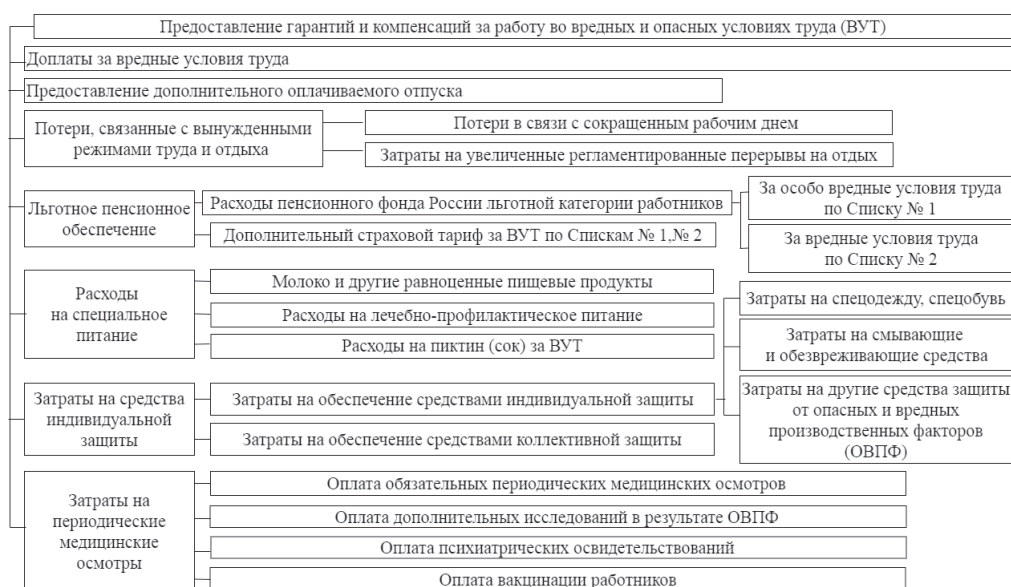 Предоставление гарантий и компенсаций за работу во вредных и опасных условиях труда (ВУТ)
Доплаты за вредные условия труда
Предоставление дополнительного оплачиваемого отпуска
Потери, связанные с вынужденными
режимами труда и отдыха
Потери в связи с сокращенным рабочим днем
Затраты на увеличенные регламентированные перерывы на отдых
Льготное пенсионное
обеспечение
Расходы пенсионного фонда России льготной категории работников
За особо вредные условия труда
по Списку № 1
За вредные условия труда
по Списку № 2
Дополнительный страховой тариф за ВУТ по Спискам № 1,№ 2
Расходы
на специальное
питание
Молоко и другие равноценные пищевые продукты
Расходы на лечебно-профилактическое питание
Расходы на пиктин (сок) за ВУТ
Затраты на средства
индивидуальной
защиты
Затраты на обеспечение средствами индивидуальной защиты
Затраты на спецодежду, спецобувь
Затраты на смывающие
и обезвреживающие средства
Затраты на другие средства защиты
от опасных и вредных
производственных факторов
(ОВПФ)
Затраты на обеспечение средствами коллективной защиты
Затраты на
периодические
медицинские
осмотры
Оплата обязательных периодических медицинских осмотров
Оплата дополнительных исследований в результате ОВПФ
Оплата психиатрических освидетельствований
Оплата вакцинации работников